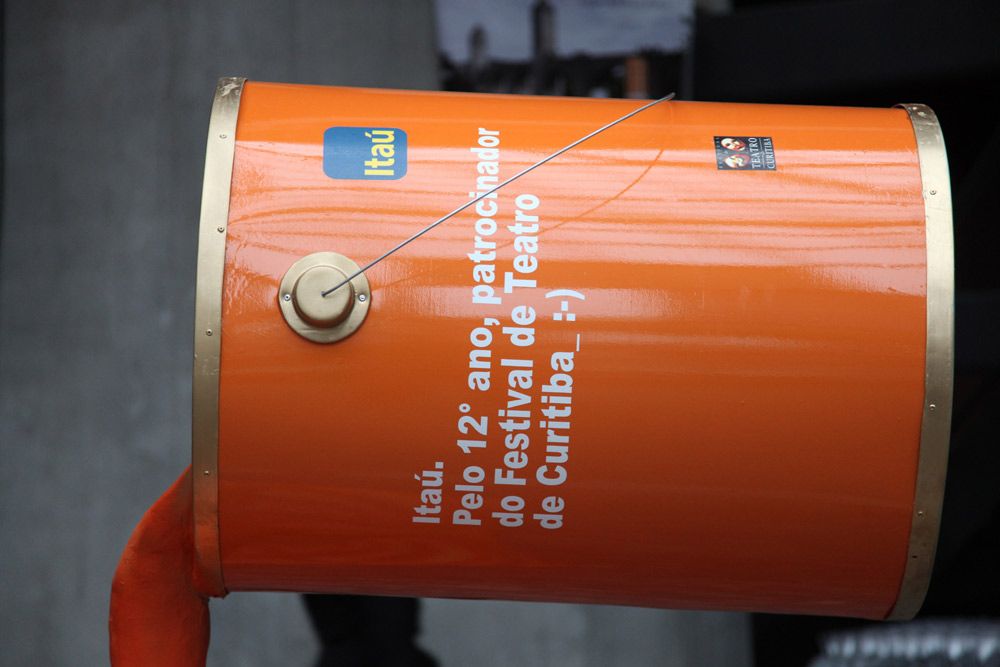 Itaú
TEATRO
CURITIBA
Itaú.
Pelo 12° ano, patrocinador
do Festival de Teatro
de Curitiba_ :-)